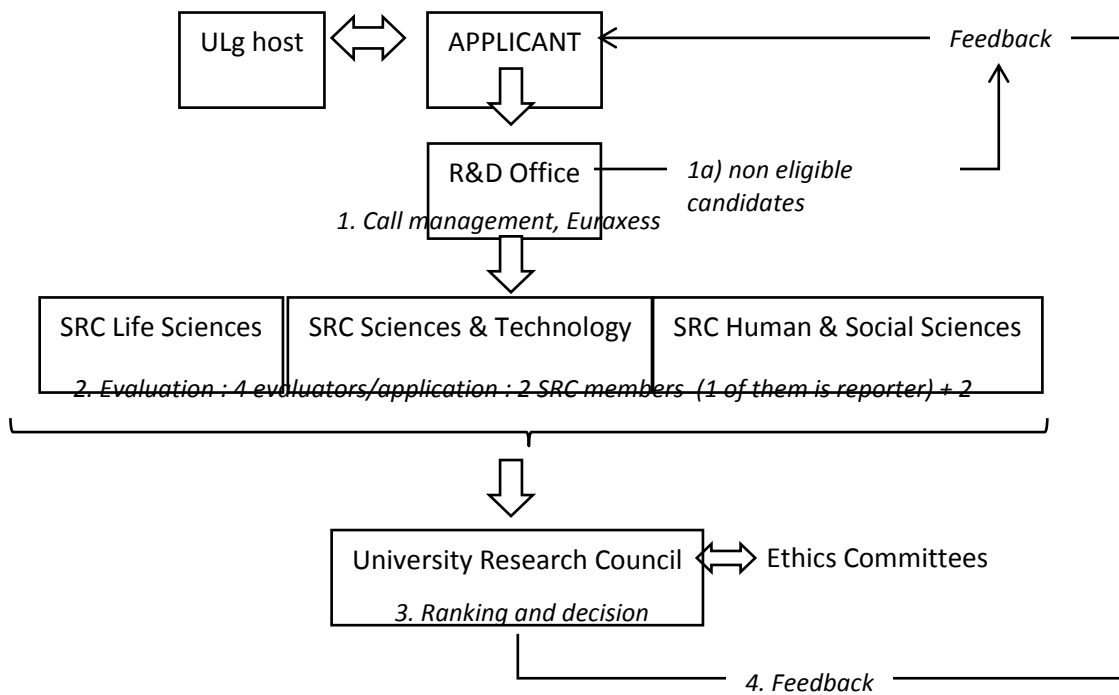 ULg host
APPLICANT
Feedback
R&D Office
1a) non eligible
candidates
1. Call management, Euraxess
SRC Life Sciences
SRC Sciences & Technology
SRC Human & Social Sciences
2. Evaluation : 4 evaluators/application : 2 SRC members (1 of them is reporter) + 2
University Research Council
Ethics Committees
3. Ranking and decision
4. Feedback